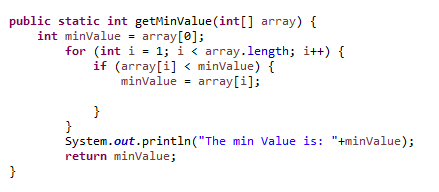 public static int getMinValue(int[] array) {
    int minValue = array[0];
        for (int i = 1; i < array.length; i++) {
            if (array[i] < minValue) {
                minValue = array[i];

            }
        }
        System.out.println("The min Value is: "+minValue);
        return minValue;
}